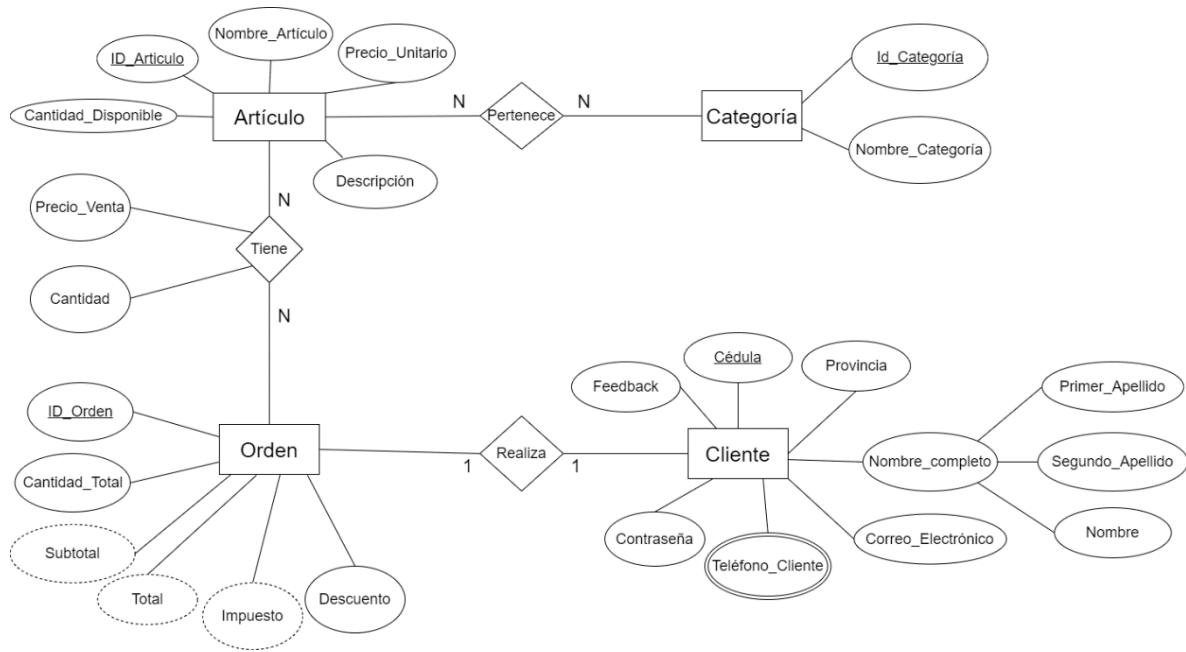 Nombre_Artículo
ID_Articulo
Precio_Unitario
Id_Categoría
Cantidad_Disponible
Artículo
N
Pertenece
N
Categoría
Nombre_Categoría
Descripción
N
Precio_Venta
Tiene
Cantidad
N
Cédula
Provincia
Feedback
Primer_Apellido
ID_Orden
Orden
1
Realiza
1
Cliente
Nombre_completo
Segundo_Apellido
Cantidad_Total
Nombre
Contraseña
Correo_Electrónico
Teléfono_Cliente
Subtotal
Total
Impuesto
Descuento